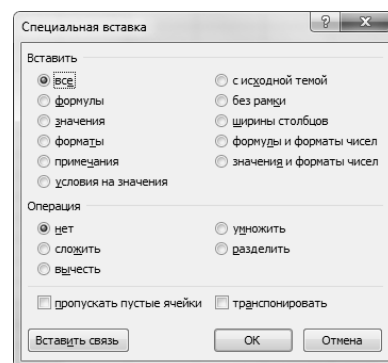 Специальная вставка
Вставить
все
с исходной темой
формулы
без рамки
значения
ширины столбцов
форматы
формулы и форматы чисел
примечания
значения и форматы чисел
условия на значения
Операция
нет
умножить
сложить
разделить
вычесть
пропускать пустые ячейки
транспонировать
Вставить связь
ОК
Отмена